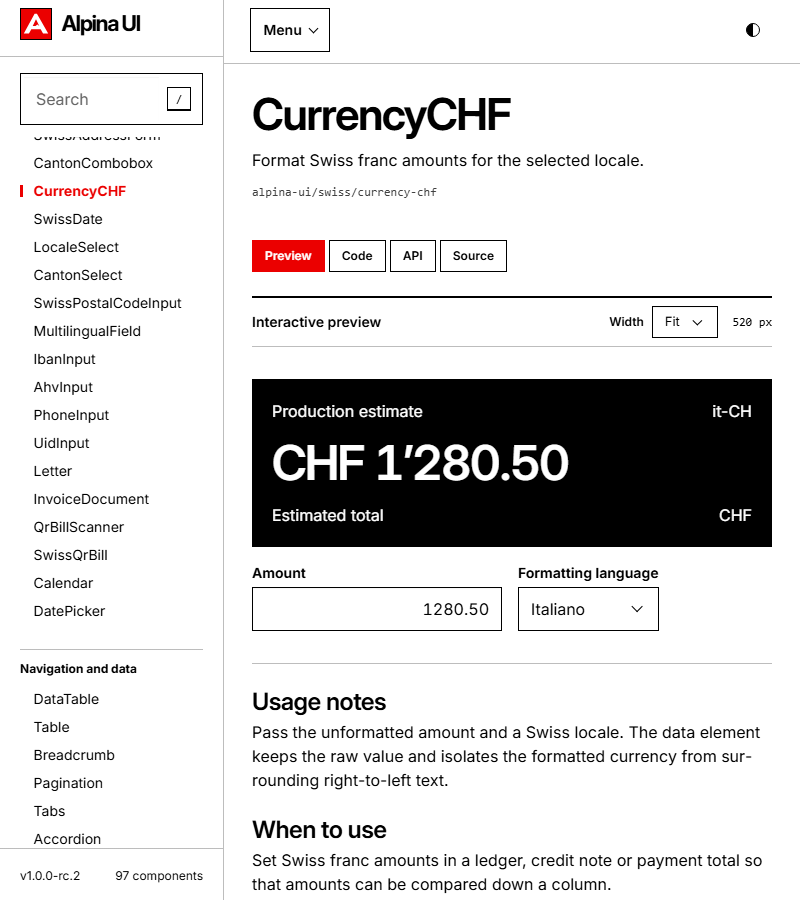 Alpina UI
Search
/
SwissAddressForm
CantonCombobox
CurrencyCHF
SwissDate
LocaleSelect
CantonSelect
SwissPostalCodeInput
MultilingualField
IbanInput
AhvInput
PhoneInput
UidInput
Letter
InvoiceDocument
QrBillScanner
SwissQrBill
Calendar
DatePicker
Navigation and data
DataTable
Table
Breadcrumb
Pagination
Tabs
Accordion
v1.0.0-rc.2 97 components
Menu
CurrencyCHF
Format Swiss franc amounts for the selected locale.
alpina-ui/swiss/currency-chf
Preview Code API Source
Interactive preview Width Fit 520 px
Production estimate it-CH
CHF 1’280.50
Estimated total CHF
Amount Formatting language
1280.50 Italiano
Usage notes
Pass the unformatted amount and a Swiss locale. The data element
keeps the raw value and isolates the formatted currency from sur-
rounding right-to-left text.
When to use
Set Swiss franc amounts in a ledger, credit note or payment total so
that amounts can be compared down a column.